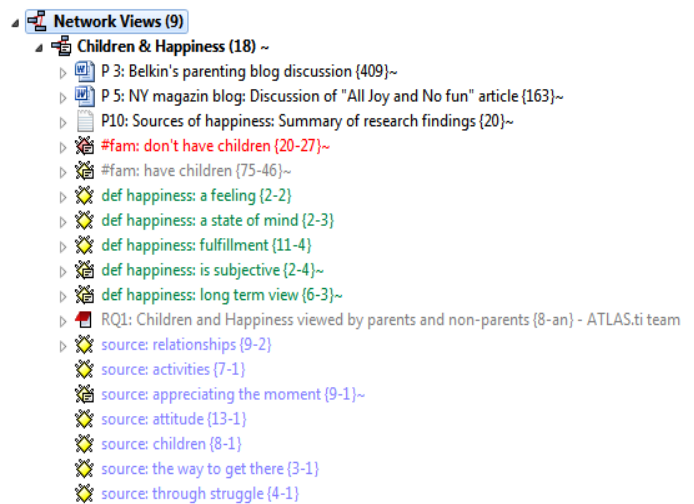 Network Views (9)
Children & Happiness (18) ~
P 3: Belkin's parenting blog discussion {409}~
P 5: NY magazin blog: Discussion of "All Joy and No fun" article {163}~
P10: Sources of happiness: Summary of research findings {20}~
#fam: don't have children {20-27}~
#fam: have children {75-46}~
def happiness: a feeling {2-2}
def happiness: a state of mind {2-3}
def happiness: fulfillment {11-4}
def happiness: is subjective {2-4}~
def happiness: long term view {6-3}~
RQ1: Children and Happiness viewed by parents and non-parents {8-an} - ATLAS.ti team
source: relationships {9-2}
source: activities {7-1}
source: appreciating the moment {9-1}~
source: attitude {13-1}
source: children {8-1}
source: the way to get there {3-1}
source: through struggle {4-1}